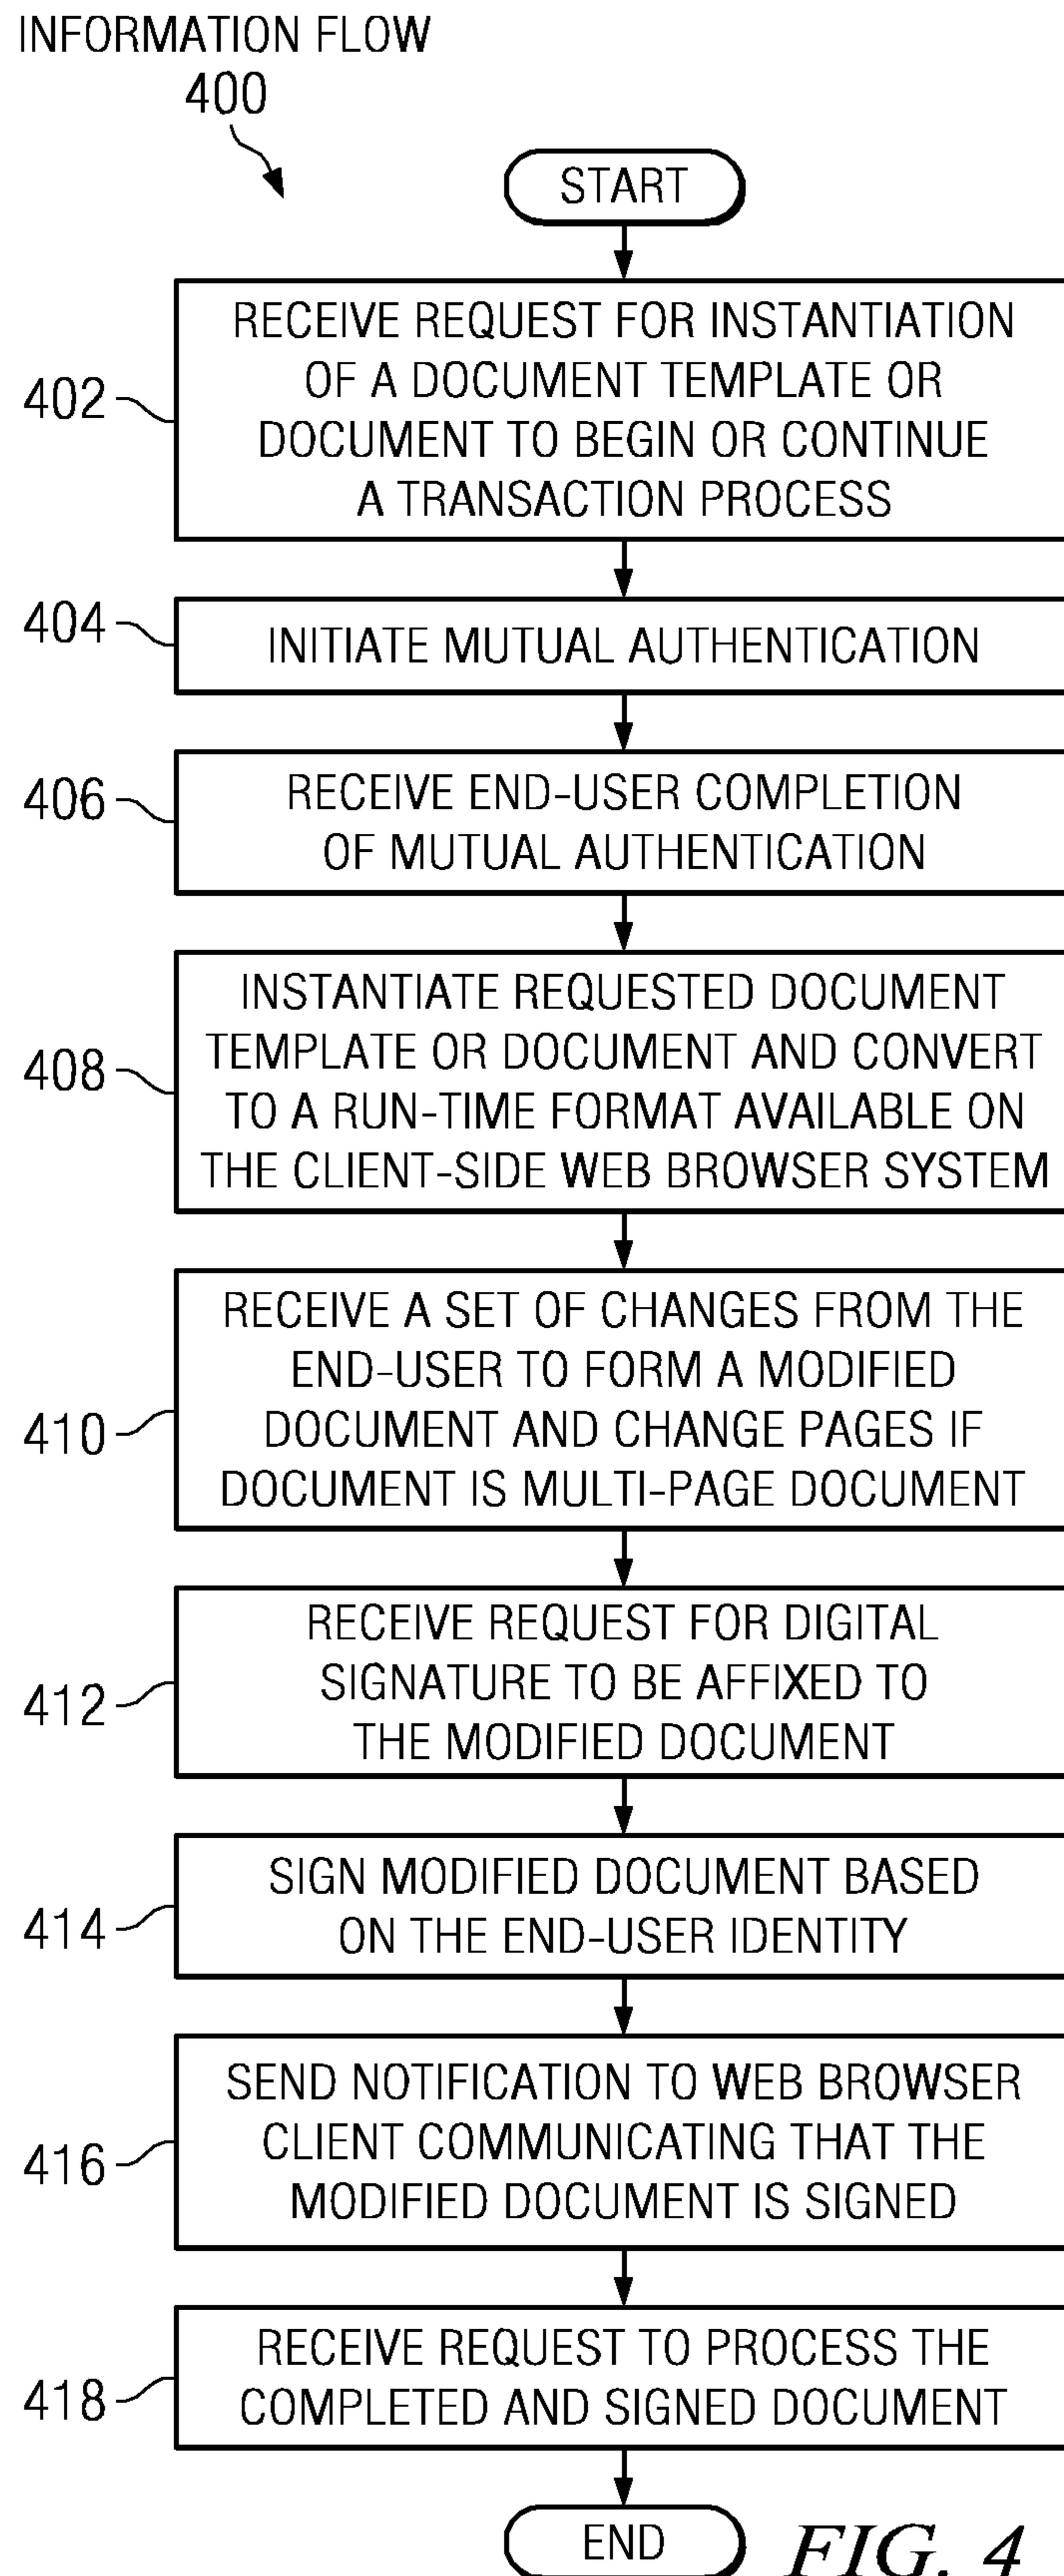 INFORMATION FLOW
400
START
402
RECEIVE REQUEST FOR INSTANTIATION
OF A DOCUMENT TEMPLATE OR
DOCUMENT TO BEGIN OR CONTINUE
A TRANSACTION PROCESS
404
INITIATE MUTUAL AUTHENTICATION
406
RECEIVE END-USER COMPLETION
OF MUTUAL AUTHENTICATION
408
INSTANTIATE REQUESTED DOCUMENT
TEMPLATE OR DOCUMENT AND CONVERT
TO A RUN-TIME FORMAT AVAILABLE ON
THE CLIENT-SIDE WEB BROWSER SYSTEM
410
RECEIVE A SET OF CHANGES FROM THE
END-USER TO FORM A MODIFIED
DOCUMENT AND CHANGE PAGES IF
DOCUMENT IS MULTI-PAGE DOCUMENT
412
RECEIVE REQUEST FOR DIGITAL
SIGNATURE TO BE AFFIXED TO
THE MODIFIED DOCUMENT
414
SIGN MODIFIED DOCUMENT BASED
ON THE END-USER IDENTITY
416
SEND NOTIFICATION TO WEB BROWSER
CLIENT COMMUNICATING THAT THE
MODIFIED DOCUMENT IS SIGNED
418
RECEIVE REQUEST TO PROCESS THE
COMPLETED AND SIGNED DOCUMENT
END
FIG. 4